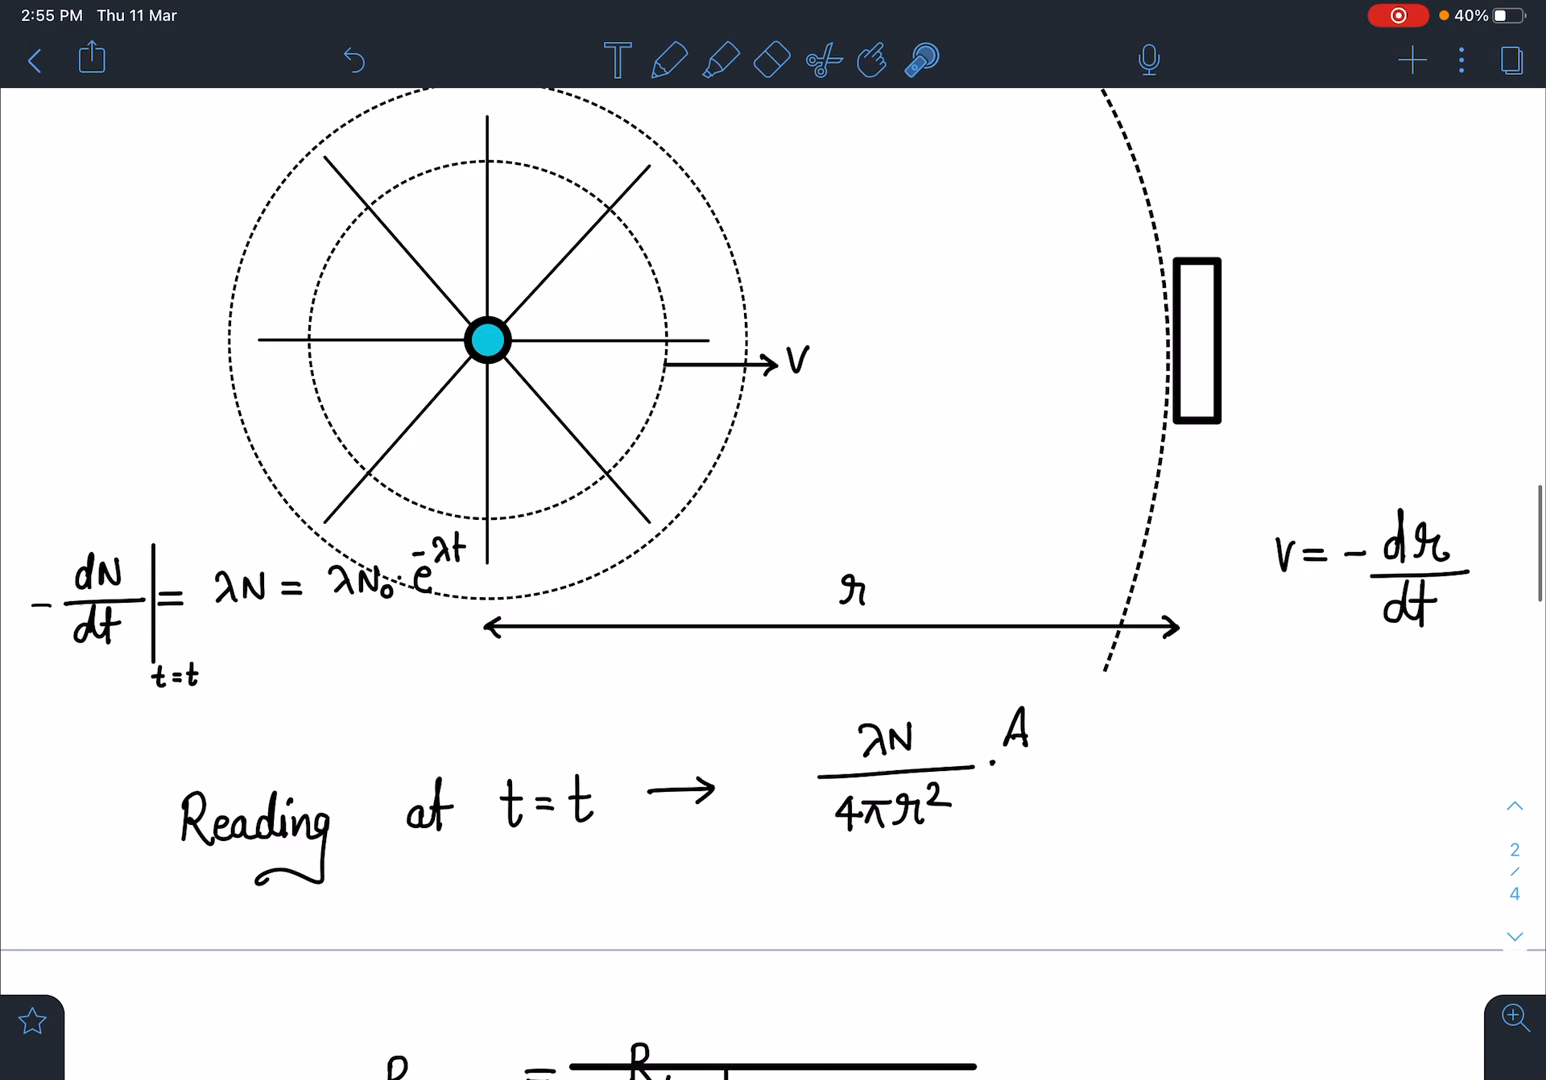 2:55 PM Thu 11 Mar
40%
T
V
r
V = - dr/dt
- dN/dt |t=t = λN = λN₀ · e^-λt
Reading at t = t → λN/4πr² · A
2
/
4
R = R